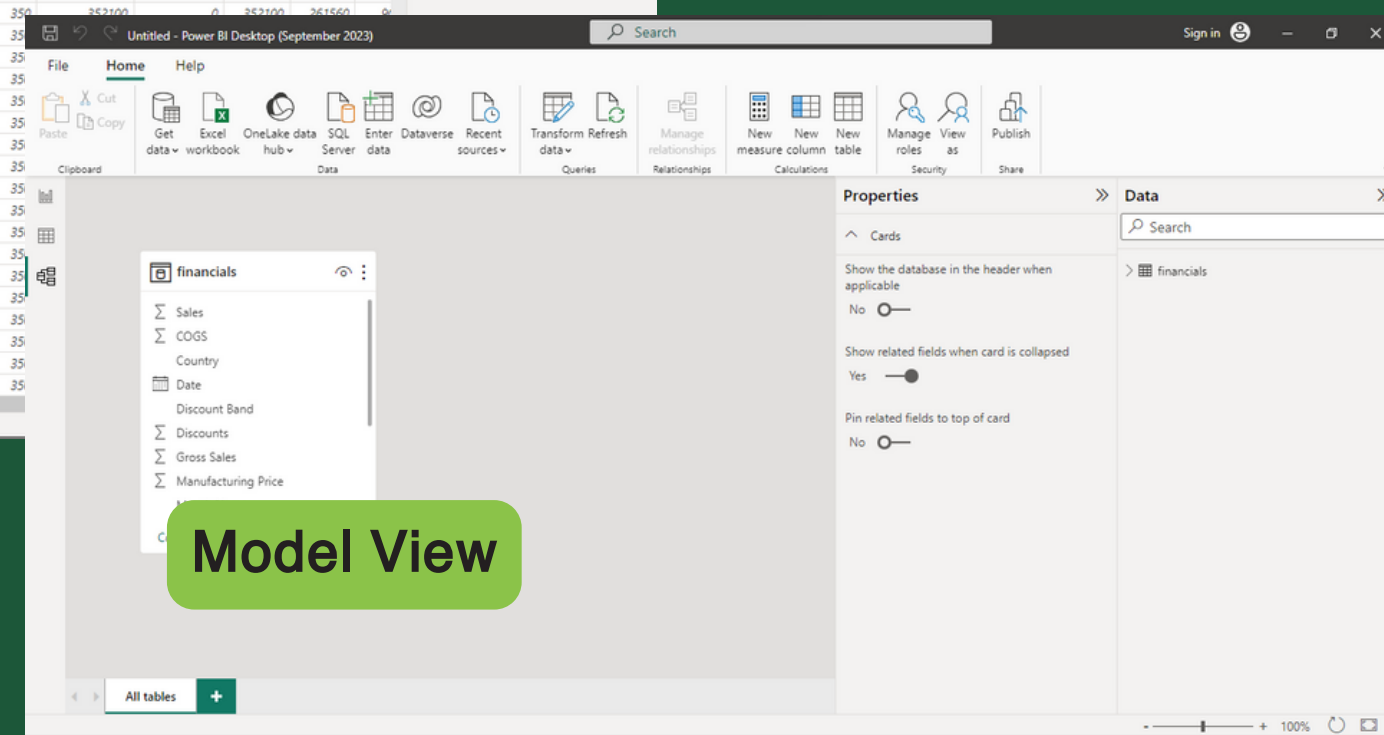 350 352100 0 352100 261560
Untitled - Power BI Desktop (September 2023)
Search
Sign in
File Home Help
Paste
Cut
Copy
Clipboard
Get data
Excel workbook
OneLake data hub
SQL Server
Enter data
Dataverse
Recent sources
Data
Transform data
Refresh
Queries
Manage relationships
Relationships
New measure
New column
New table
Calculations
Manage roles
View as
Security
Publish
Share
financials
Sales
COGS
Country
Date
Discount Band
Discounts
Gross Sales
Manufacturing Price
Model View
All tables
+
Properties
Cards
Show the database in the header when
applicable
No
Show related fields when card is collapsed
Yes
Pin related fields to top of card
No
Data
Search
financials
- + 100%